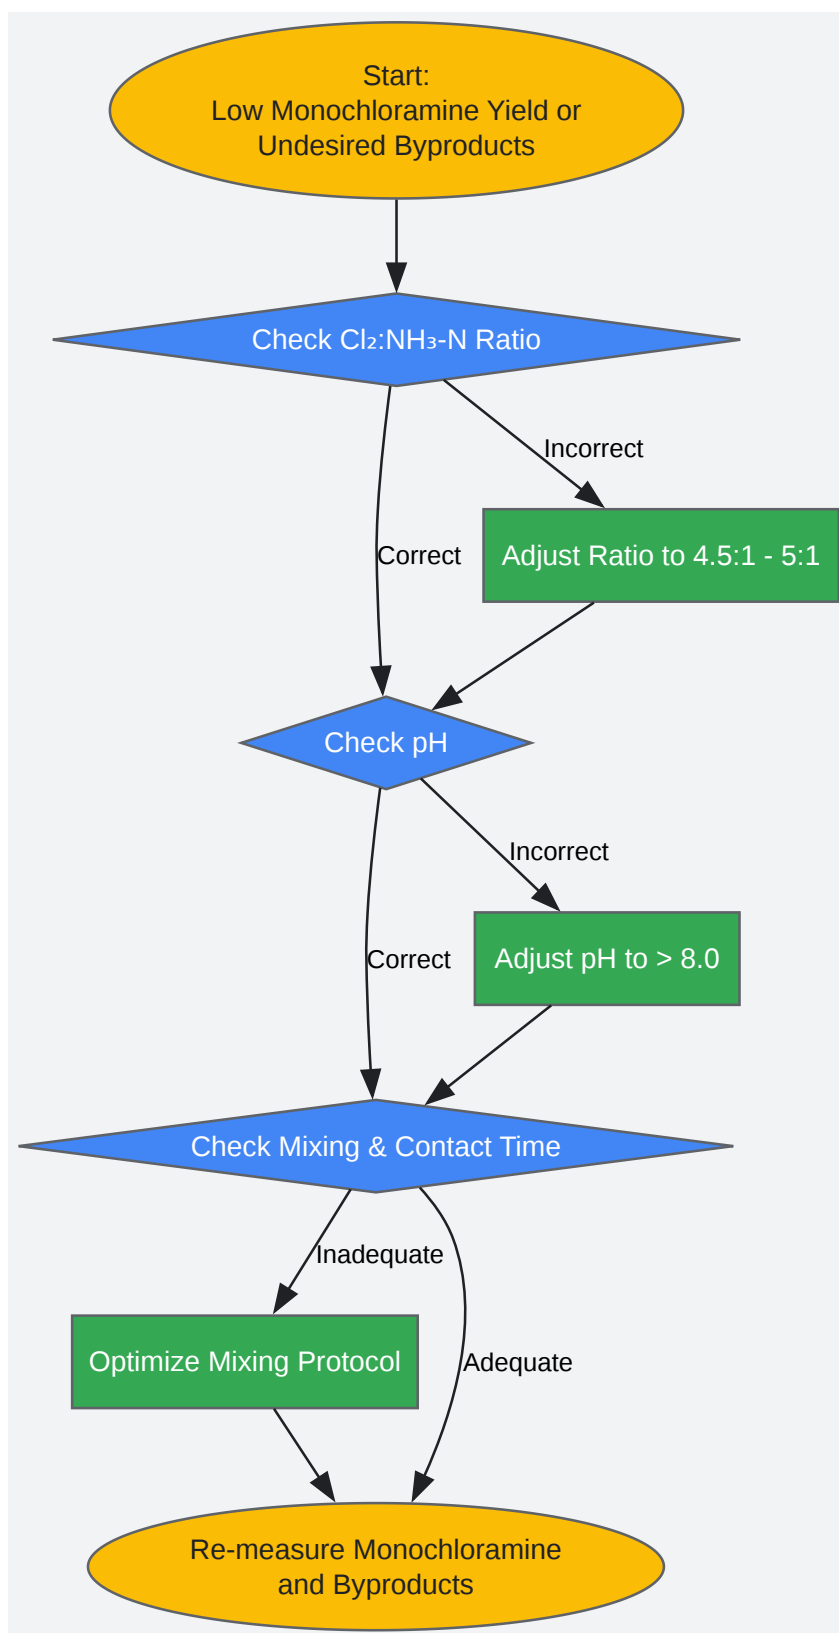 Start:
Low Monochloramine Yield or
Undesired Byproducts
Check Cl₂:NH₃-N Ratio
Incorrect
Correct
Adjust Ratio to 4.5:1 - 5:1
Check pH
Incorrect
Correct
Adjust pH to > 8.0
Check Mixing & Contact Time
Inadequate
Optimize Mixing Protocol
Adequate
Re-measure Monochloramine
and Byproducts